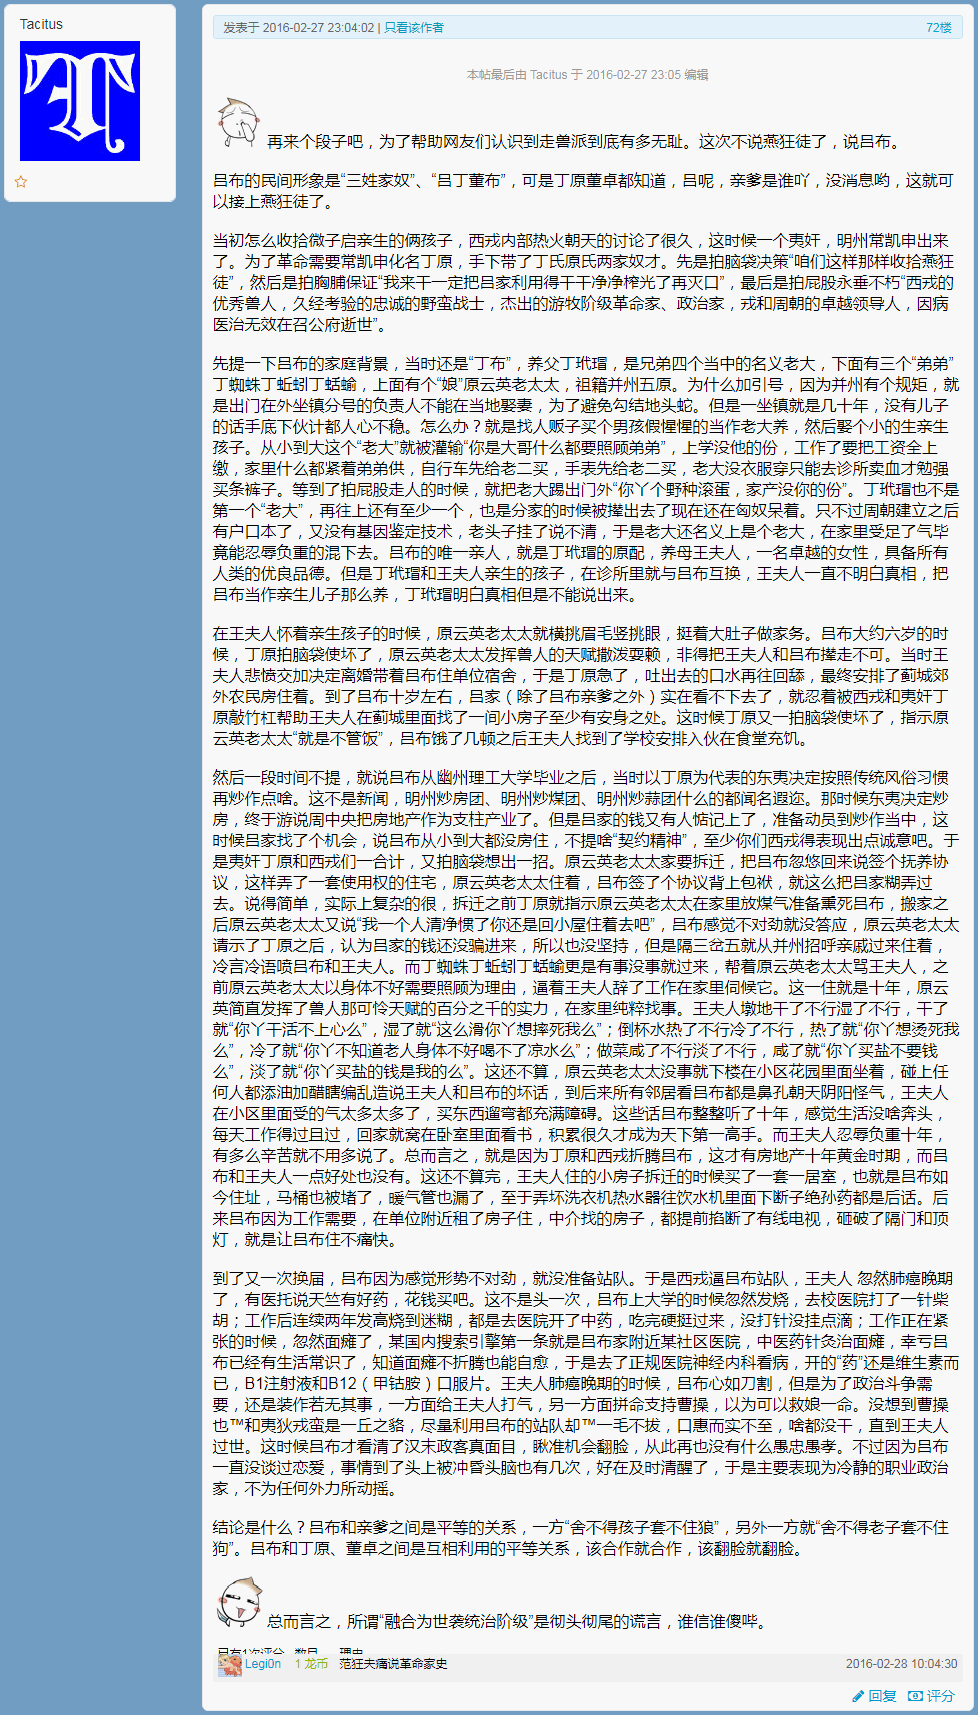 Tacitus
发表于 2016-02-27 23:04:02 | 只看该作者
72楼
本帖最后由 Tacitus 于 2016-02-27 23:05 编辑
再来个段子吧，为了帮助网友们认识到走兽派到底有多无耻。这次不说燕狂徒了，说吕布。
吕布的民间形象是“三姓家奴”、“吕丁董布”，可是丁原董卓都知道，吕呢，亲爹是谁吖，没消息哟，这就可
以接上燕狂徒了。
当初怎么收拾微子启亲生的俩孩子，西戎内部热火朝天的讨论了很久，这时候一个夷奸，明州常凯申出来
了。为了革命需要常凯申化名丁原，手下带了丁氏原氏两家奴才。先是拍脑袋决策“咱们这样那样收拾燕狂
徒”，然后是拍胸脯保证“我来干一定把吕家利用得干干净净榨光了再灭口”，最后是拍屁股永垂不朽“西戎的
优秀兽人，久经考验的忠诚的野蛮战士，杰出的游牧阶级革命家、政治家，戎和周朝的卓越领导人，因病
医治无效在召公府逝世”。
先提一下吕布的家庭背景，当时还是“丁布”，养父丁玳瑁，是兄弟四个当中的名义老大，下面有三个“弟弟”
丁蜘蛛丁蚯蚓丁蛞蝓，上面有个“娘”原云英老太太，祖籍并州五原。为什么加引号，因为并州有个规矩，就
是出门在外坐镇分号的负责人不能在当地娶妻，为了避免勾结地头蛇。但是一坐镇就是几十年，没有儿子
的话手底下伙计都人心不稳。怎么办？就是找人贩子买个男孩假惺惺的当作老大养，然后娶个小的生亲生
孩子。从小到大这个“老大”就被灌输“你是大哥什么都要照顾弟弟”，上学没他的份，工作了要把工资全上
缴，家里什么都紧着弟弟供，自行车先给老二买，手表先给老二买，老大没衣服穿只能去诊所卖血才勉强
买条裤子。等到了拍屁股走人的时候，就把老大踢出门外“你丫个野种滚蛋，家产没你的份”。丁玳瑁也不是
第一个“老大”，再往上还有至少一个，也是分家的时候被撵出去了现在还在匈奴呆着。只不过周朝建立之后
有户口本了，又没有基因鉴定技术，老头子挂了说不清，于是老大还名义上是个老大，在家里受足了气毕
竟能忍辱负重的混下去。吕布的唯一亲人，就是丁玳瑁的原配，养母王夫人，一名卓越的女性，具备所有
人类的优良品德。但是丁玳瑁和王夫人亲生的孩子，在诊所里就与吕布互换，王夫人一直不明白真相，把
吕布当作亲生儿子那么养，丁玳瑁明白真相但是不能说出来。
在王夫人怀着亲生孩子的时候，原云英老太太就横挑眉毛竖挑眼，挺着大肚子做家务。吕布大约六岁的时
候，丁原拍脑袋使坏了，原云英老太太发挥兽人的天赋撒泼耍赖，非得把王夫人和吕布撵走不可。当时王
夫人悲愤交加决定离婚带着吕布住单位宿舍，于是丁原急了，吐出去的口水再往回舔，最终安排了蓟城郊
外农民房住着。到了吕布十岁左右，吕家（除了吕布亲爹之外）实在看不下去了，就忍着被西戎和夷奸丁
原敲竹杠帮助王夫人在蓟城里面找了一间小房子至少有安身之处。这时候丁原又一拍脑袋使坏了，指示原
云英老太太“就是不管饭”，吕布饿了几顿之后王夫人找到了学校安排入伙在食堂充饥。
然后一段时间不提，就说吕布从幽州理工大学毕业之后，当时以丁原为代表的东夷决定按照传统风俗习惯
再炒作点啥。这不是新闻，明州炒房团、明州炒煤团、明州炒蒜团什么的都闻名遐迩。那时候东夷决定炒
房，终于游说周中央把房地产作为支柱产业了。但是吕家的钱又有人惦记上了，准备动员到炒作当中，这
时候吕家找了个机会，说吕布从小到大都没房住，不提啥“契约精神”，至少你们西戎得表现出点诚意吧。于
是夷奸丁原和西戎们一合计，又拍脑袋想出一招。原云英老太太家要拆迁，把吕布忽悠回来说签个抚养协
议，这样弄了一套使用权的住宅，原云英老太太住着，吕布签了个协议背上包袱，就这么把吕家糊弄过
去。说得简单，实际上复杂的很，拆迁之前丁原就指示原云英老太太在家里放煤气准备熏死吕布，搬家之
后原云英老太太又说“我一个人清净惯了你还是回小屋住着去吧”，吕布感觉不对劲就没答应，原云英老太太
请示了丁原之后，认为吕家的钱还没骗进来，所以也没坚持，但是隔三岔五就从并州招呼亲戚过来住着，
冷言冷语喷吕布和王夫人。而丁蜘蛛丁蚯蚓丁蛞蝓更是有事没事就过来，帮着原云英老太太骂王夫人，之
前原云英老太太以身体不好需要照顾为理由，逼着王夫人辞了工作在家里伺候它。这一住就是十年，原云
英简直发挥了兽人那可怜天赋的百分之千的实力，在家里纯粹找事。王夫人墩地干了不行湿了不行，干了
就“你丫干活不上心么”，湿了就“这么滑你丫想摔死我么”；倒杯水热了不行冷了不行，热了就“你丫想烫死我
么”，冷了就“你丫不知道老人身体不好喝不了凉水么”；做菜咸了不行淡了不行，咸了就“你丫买盐不要钱
么”，淡了就“你丫买盐的钱是我的么”。这还不算，原云英老太太没事就下楼在小区花园里面坐着，碰上任
何人都添油加醋瞎编乱造说王夫人和吕布的坏话，到后来所有邻居看吕布都是鼻孔朝天阴阳怪气，王夫人
在小区里面受的气太多太多了，买东西遛弯都充满障碍。这些话吕布整整听了十年，感觉生活没啥奔头，
每天工作得过且过，回家就窝在卧室里面看书，积累很久才成为天下第一高手。而王夫人忍辱负重十年，
有多么辛苦就不用多说了。总而言之，就是因为丁原和西戎折腾吕布，这才有房地产十年黄金时期，而吕
布和王夫人一点好处也没有。这还不算完，王夫人住的小房子拆迁的时候买了一套一居室，也就是吕布如
今住址，马桶也被堵了，暖气管也漏了，至于弄坏洗衣机热水器往饮水机里面下断子绝孙药都是后话。后
来吕布因为工作需要，在单位附近租了房子住，中介找的房子，都提前掐断了有线电视，砸破了隔门和顶
灯，就是让吕布住不痛快。
到了又一次换届，吕布因为感觉形势不对劲，就没准备站队。于是西戎逼吕布站队，王夫人 忽然肺癌晚期
了，有医托说天竺有好药，花钱买吧。这不是头一次，吕布上大学的时候忽然发烧，去校医院打了一针柴
胡；工作后连续两年发高烧到迷糊，都是去医院开了中药，吃完硬挺过来，没打针没挂点滴；工作正在紧
张的时候，忽然面瘫了，某国内搜索引擎第一条就是吕布家附近某社区医院，中医药针灸治面瘫，幸亏吕
布已经有生活常识了，知道面瘫不折腾也能自愈，于是去了正规医院神经内科看病，开的“药”还是维生素而
已，B1注射液和B12（甲钴胺）口服片。王夫人肺癌晚期的时候，吕布心如刀割，但是为了政治斗争需
要，还是装作若无其事，一方面给王夫人打气，另一方面拼命支持曹操，以为可以救娘一命。没想到曹操
也™和夷狄戎蛮是一丘之貉，尽量利用吕布的站队却™一毛不拔，口惠而实不至，啥都没干，直到王夫人
过世。这时候吕布才看清了汉末政客真面目，瞅准机会翻脸，从此再也没有什么愚忠愚孝。不过因为吕布
一直没谈过恋爱，事情到了头上被冲昏头脑也有几次，好在及时清醒了，于是主要表现为冷静的职业政治
家，不为任何外力所动摇。
结论是什么？吕布和亲爹之间是平等的关系，一方“舍不得孩子套不住狼”，另外一方就“舍不得老子套不住
狗”。吕布和丁原、董卓之间是互相利用的平等关系，该合作就合作，该翻脸就翻脸。
总而言之，所谓“融合为世袭统治阶级”是彻头彻尾的谎言，谁信谁傻哔。
已有1次评分 数目 理由
Legi0n 1 龙币 范狂夫痛说革命家史 2016-02-28 10:04:30
回复 评分